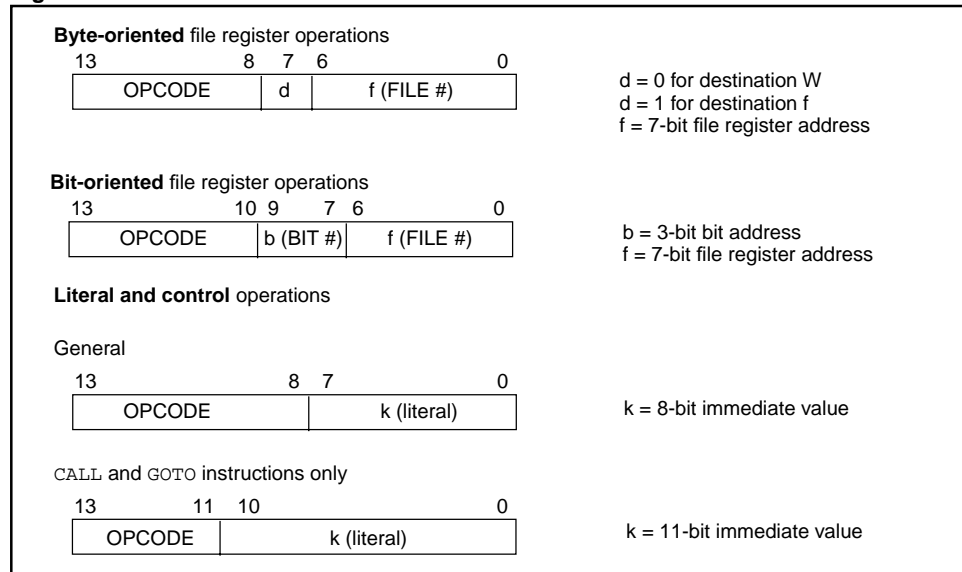 Byte-oriented file register operations
13 8 7 6 0
OPCODE d f (FILE #)
d = 0 for destination W
d = 1 for destination f
f = 7-bit file register address
Bit-oriented file register operations
13 10 9 7 6 0
OPCODE b (BIT #) f (FILE #)
b = 3-bit bit address
f = 7-bit file register address
Literal and control operations
General
13 8 7 0
OPCODE k (literal)
k = 8-bit immediate value
CALL and GOTO instructions only
13 11 10 0
OPCODE k (literal)
k = 11-bit immediate value